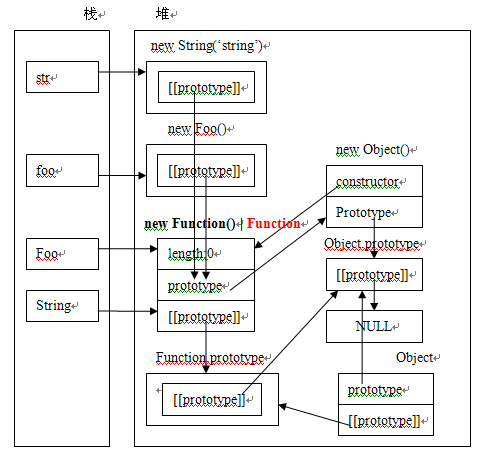 栈 堆
new String(‘string’)
str
[[prototype]]
new Foo()
foo
[[prototype]]
new Object()
constructor
Prototype
new Function() Function
Foo
length:0
Object.prototype
prototype
[[prototype]]
String
[[prototype]]
NULL
Function.prototype
Object
[[prototype]]
prototype
[[prototype]]